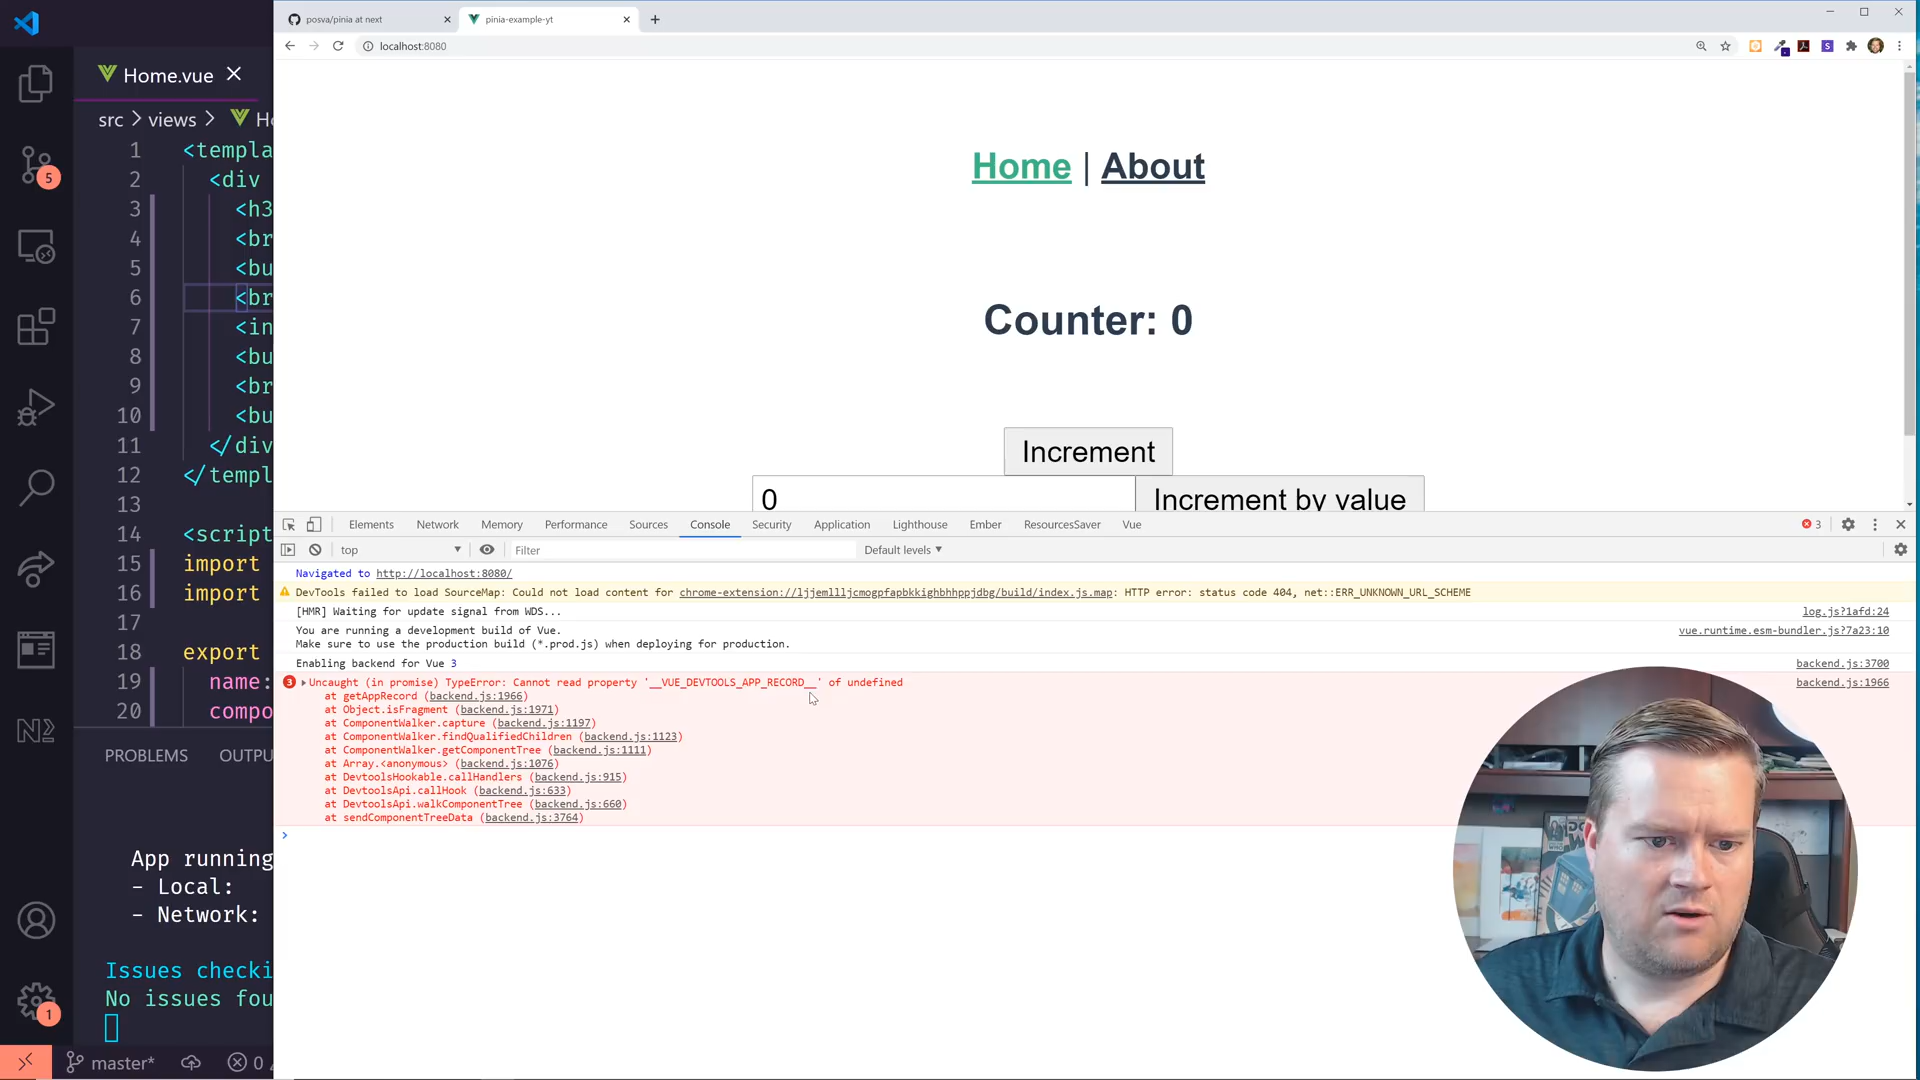 posva/pinia at next
pinia-example-yt
localhost:8080
Home.vue
src > views >
1 <templa
2 <div
3 <h3
4 <br
5 <bu
6 <br
7 <in
8 <bu
9 <br
10 <bu
11 </div
12 </templ
13
14 <script
15 import
16 import
17
18 export
19 name:
20 compo
5
1
PROBLEMS OUTPU
App running
- Local:
- Network:
Issues checki
No issues fou
master* 0
Home | About
Counter: 0
Increment
0 Increment by value
Elements Network Memory Performance Sources Console Security Application Lighthouse Ember ResourcesSaver Vue 3
top Filter Default levels
Navigated to http://localhost:8080/
DevTools failed to load SourceMap: Could not load content for chrome-extension://ljjemllljcmogpfapbkkighbhhppjdbg/build/index.js.map: HTTP error: status code 404, net::ERR_UNKNOWN_URL_SCHEME
[HMR] Waiting for update signal from WDS... log.js?1afd:24
You are running a development build of Vue. vue.runtime.esm-bundler.js?7a23:10
Make sure to use the production build (*.prod.js) when deploying for production.
Enabling backend for Vue 3 backend.js:3700
3 Uncaught (in promise) TypeError: Cannot read property '__VUE_DEVTOOLS_APP_RECORD__' of undefined backend.js:1966
at getAppRecord (backend.js:1966)
at Object.isFragment (backend.js:1971)
at ComponentWalker.capture (backend.js:1197)
at ComponentWalker.findQualifiedChildren (backend.js:1123)
at ComponentWalker.getComponentTree (backend.js:1111)
at Array.<anonymous> (backend.js:1076)
at DevtoolsHookable.callHandlers (backend.js:915)
at DevtoolsApi.callHook (backend.js:633)
at DevtoolsApi.walkComponentTree (backend.js:660)
at sendComponentTreeData (backend.js:3764)
>